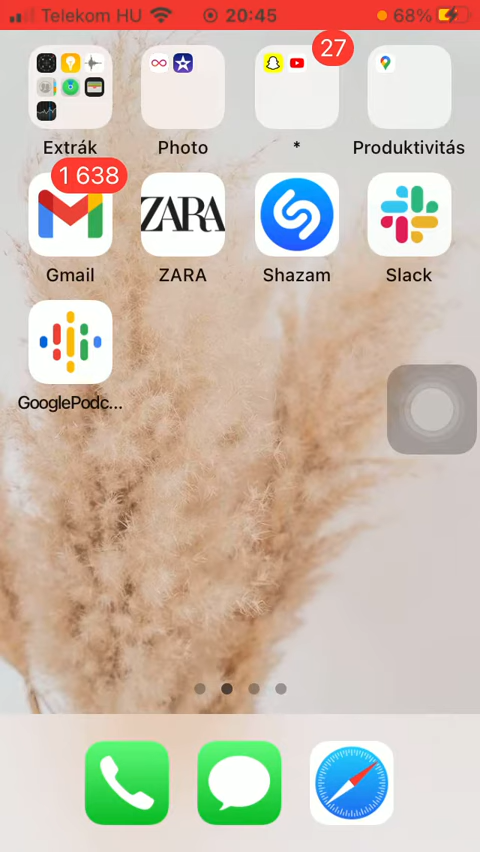 Telekom HU 20:45 68%
27
Extrák Photo * Produktivitás
1 638
ZARA
Gmail ZARA Shazam Slack
GooglePodc...